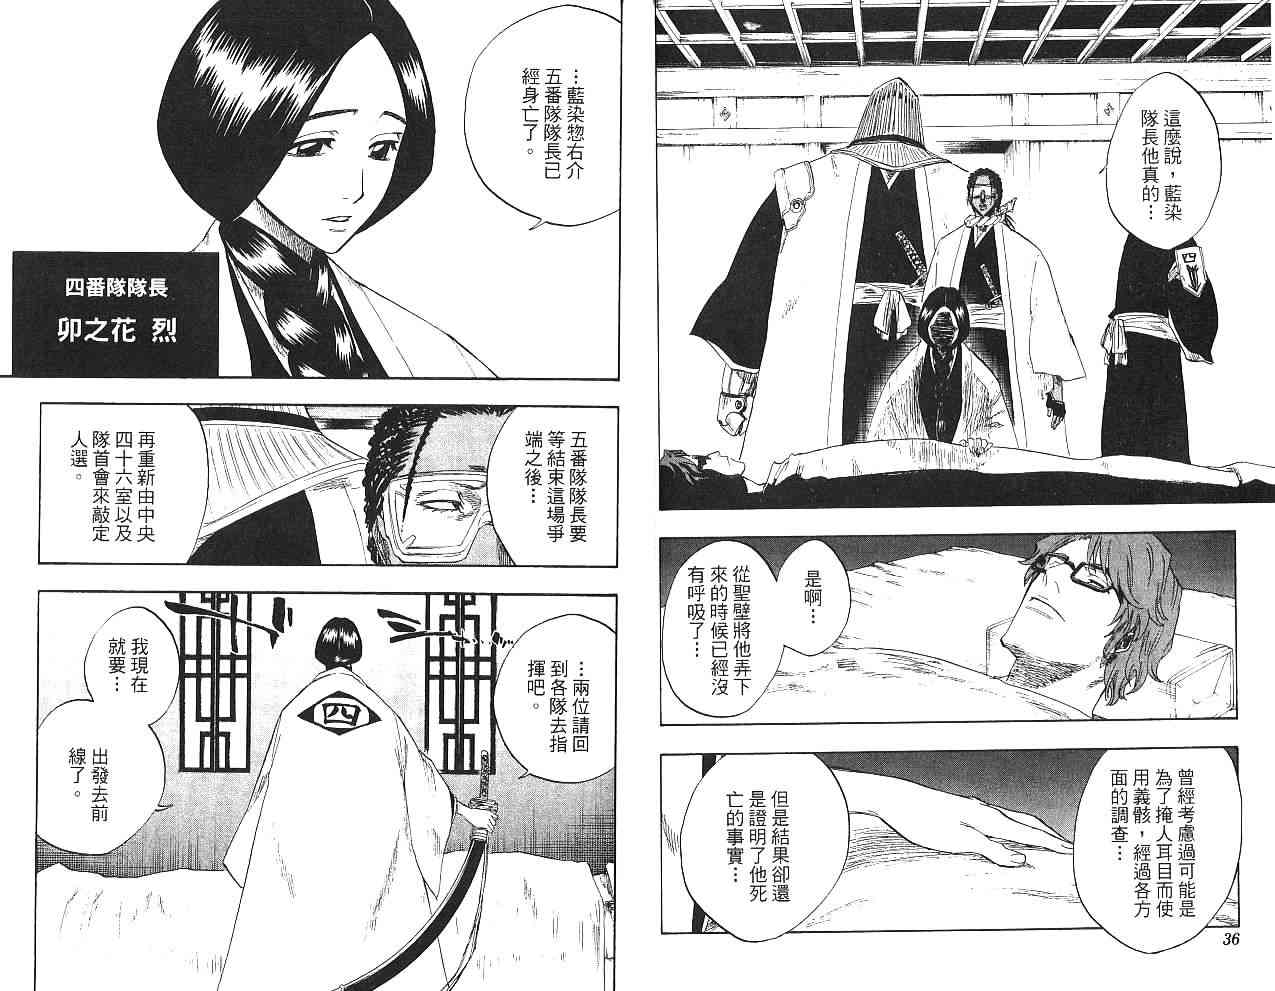 這麼說，藍染
隊長他真的…
四
是啊…
從聖壁將他弄下
來的時候已經沒
有呼吸了…
曾經考慮過可能是
為了掩人耳目而使
用義骸，經過各方
面的調查…
但是結果卻還
是證明了他死
亡的事實…
36
…藍染惣右介
五番隊隊長已
經身亡了。
四番隊隊長
卯之花 烈
五番隊隊長要
等結束這場爭
端之後…
再重新由中央
四十六室以及
隊首會來敲定
人選。
…兩位請回
到各隊去指
揮吧。
四
我現在
就要…
出發去前
線了。